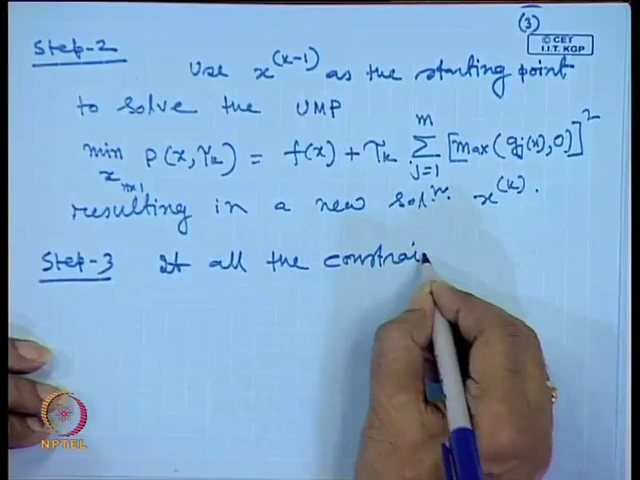 (3)
© CET
I.I.T. KGP
Step-2
Use x^(k-1) as the starting point
to solve the UMP
min P(x, r_k) = f(x) + r_k Σ_{j=1}^{m} [max(g_j(x), 0)]^2
x_{n×1}
resulting in a new sol^n. x^(k).
Step-3 If all the constrai
NPTEL